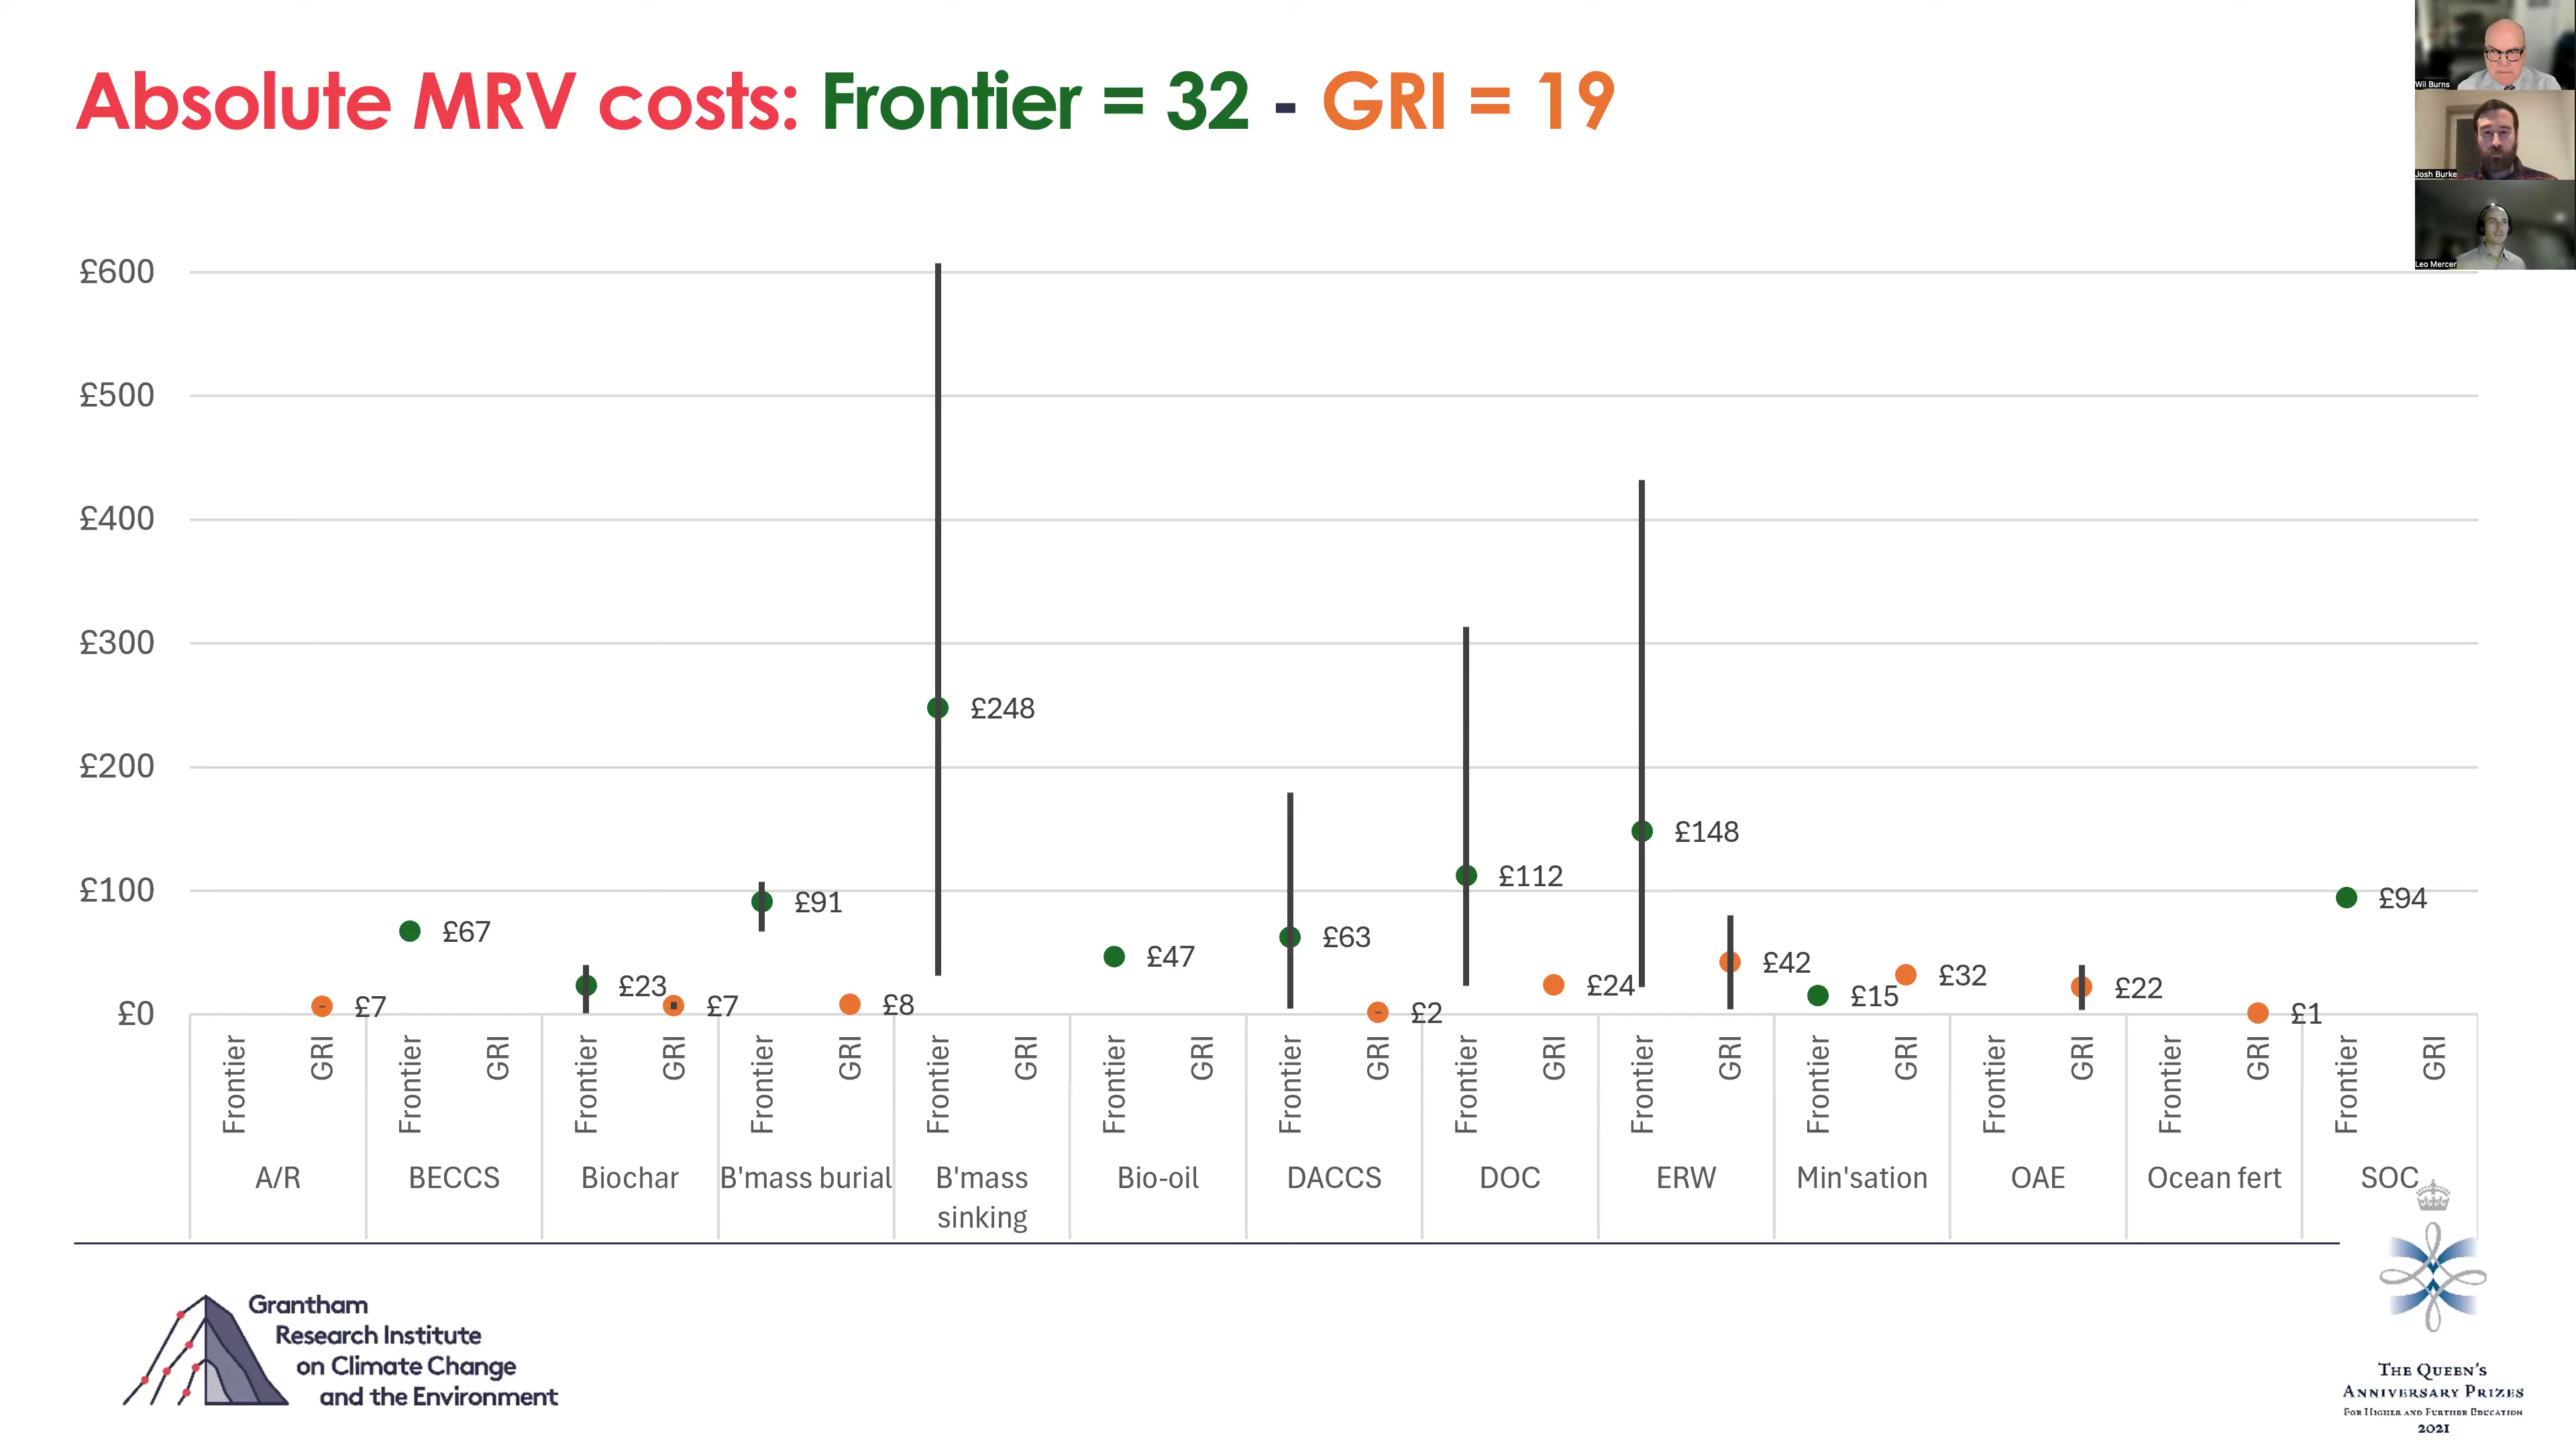 Absolute MRV costs: Frontier = 32 - GRI = 19
Wil Burns
Josh Burke
Leo Mercer
£600
£500
£400
£300
£200
£100
£0
£7
£67
£23
£7
£91
£8
£248
£47
£63
£2
£112
£24
£148
£42
£15
£32
£22
£1
£94
Frontier GRI Frontier GRI Frontier GRI Frontier GRI Frontier GRI Frontier GRI Frontier GRI Frontier GRI Frontier GRI Frontier GRI Frontier GRI Frontier GRI Frontier GRI
A/R BECCS Biochar B'mass burial B'mass sinking Bio-oil DACCS DOC ERW Min'sation OAE Ocean fert SOC
Grantham
Research Institute
on Climate Change
and the Environment
THE QUEEN'S
ANNIVERSARY PRIZES
FOR HIGHER AND FURTHER EDUCATION
2021